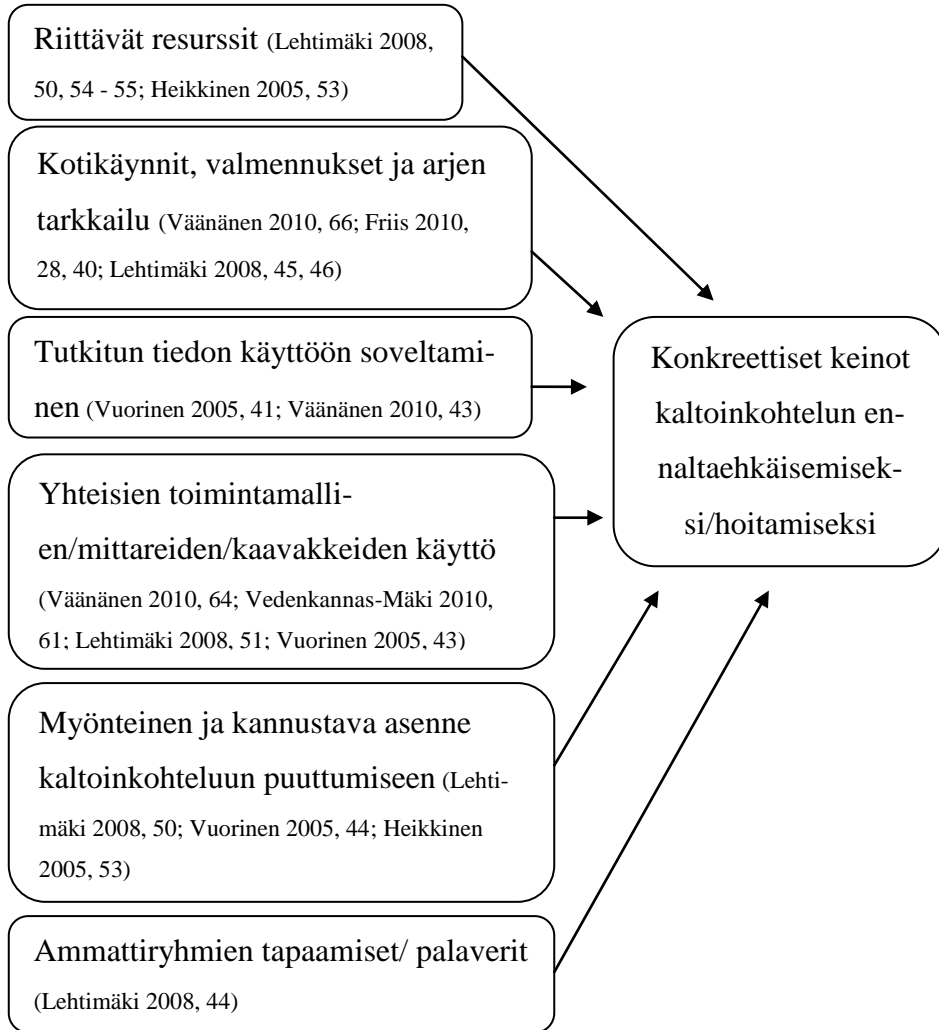 Riittävät resurssit (Lehtimäki 2008,
50, 54 - 55; Heikkinen 2005, 53)
Kotikäynnit, valmennukset ja arjen
tarkkailu (Väänänen 2010, 66; Friis 2010,
28, 40; Lehtimäki 2008, 45, 46)
Tutkitun tiedon käyttöön soveltami-
nen (Vuorinen 2005, 41; Väänänen 2010, 43)
Yhteisien toimintamalli-
en/mittareiden/kaavakkeiden käyttö
(Väänänen 2010, 64; Vedenkannas-Mäki 2010,
61; Lehtimäki 2008, 51; Vuorinen 2005, 43)
Myönteinen ja kannustava asenne
kaltoinkohteluun puuttumiseen (Lehti-
mäki 2008, 50; Vuorinen 2005, 44; Heikkinen
2005, 53)
Ammattiryhmien tapaamiset/ palaverit
(Lehtimäki 2008, 44)
Konkreettiset keinot
kaltoinkohtelun en-
naltaehkäisemisek-
si/hoitamiseksi